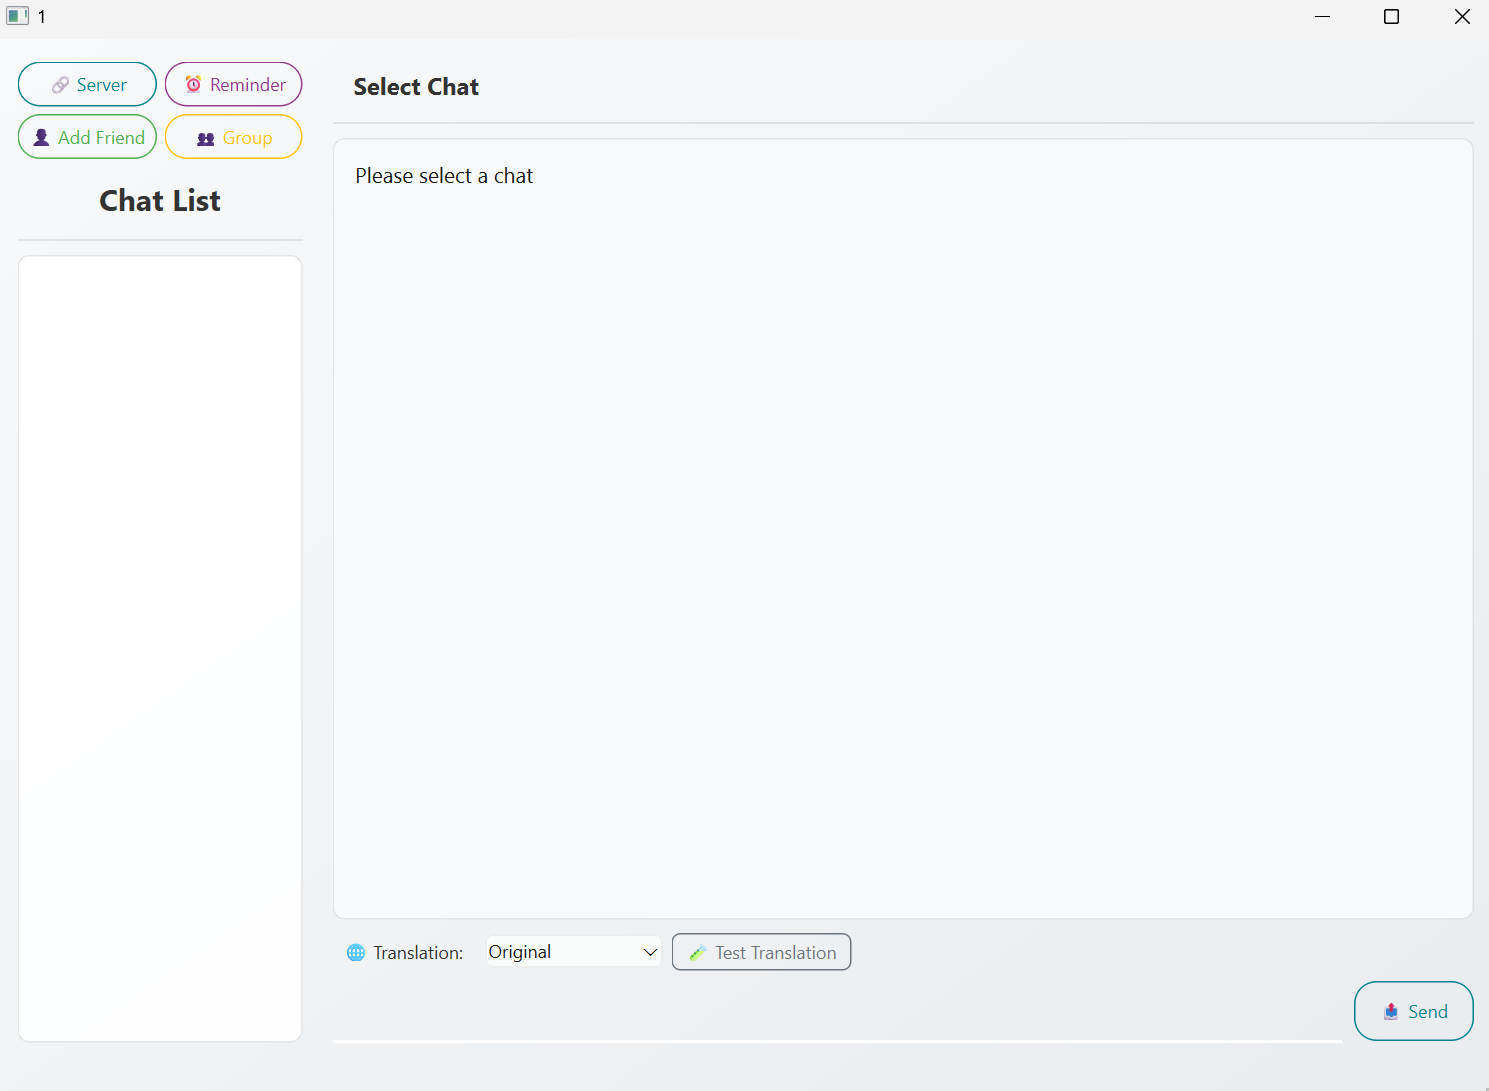 1
Server
Reminder
Add Friend
Group
Chat List
Select Chat
Please select a chat
Translation:
Original
Test Translation
Send